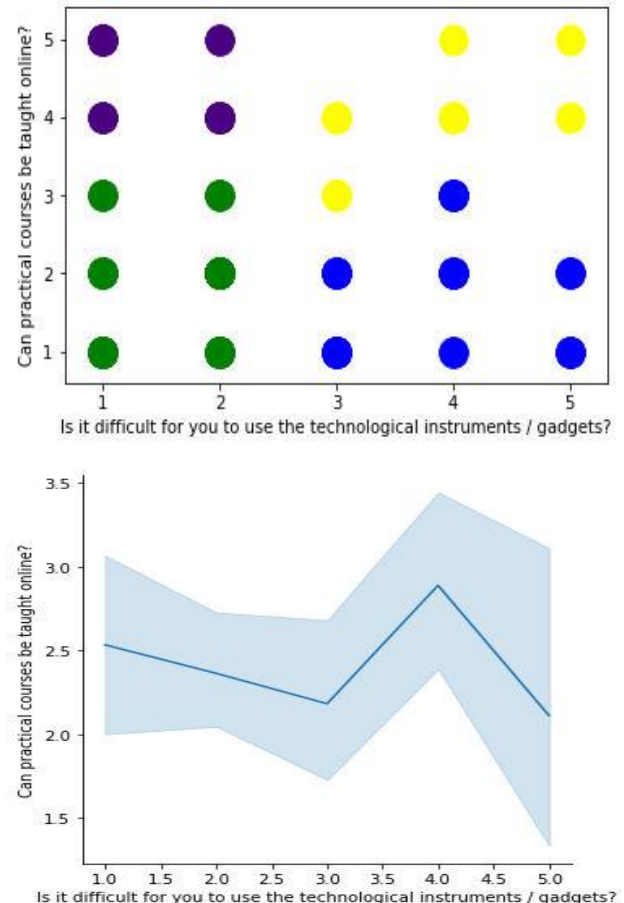 Can practical courses be taught online?
5
4
3
2
1
1 2 3 4 5
Is it difficult for you to use the technological instruments / gadgets?
Can practical courses be taught online?
3.5
3.0
2.5
2.0
1.5
1.0 1.5 2.0 2.5 3.0 3.5 4.0 4.5 5.0
Is it difficult for you to use the technological instruments / gadgets?